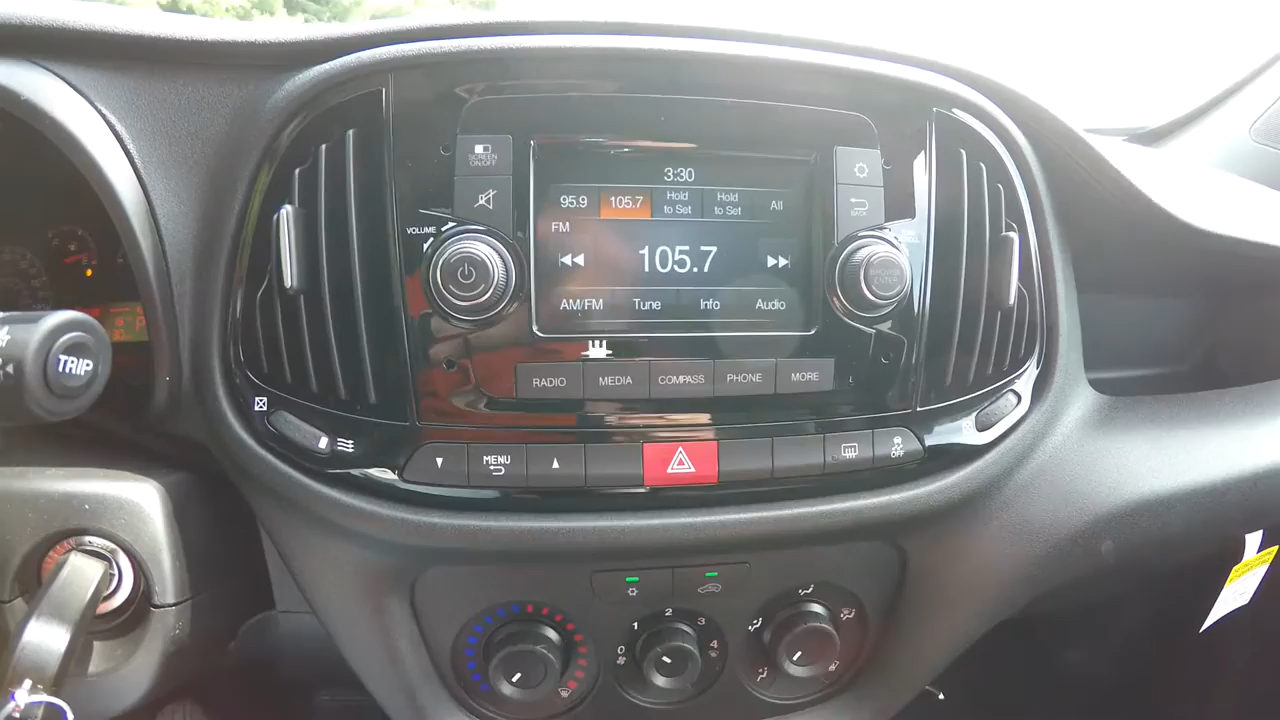 SCREEN
ON/OFF
3:30
95.9
105.7
Hold
to Set
Hold
to Set
All
BACK
FM
VOLUME
105.7
BROWSE
ENTER
AM/FM
Tune
Info
Audio
TRIP
RADIO
MEDIA
COMPASS
PHONE
MORE
MENU
OFF
0
1
2
3
4